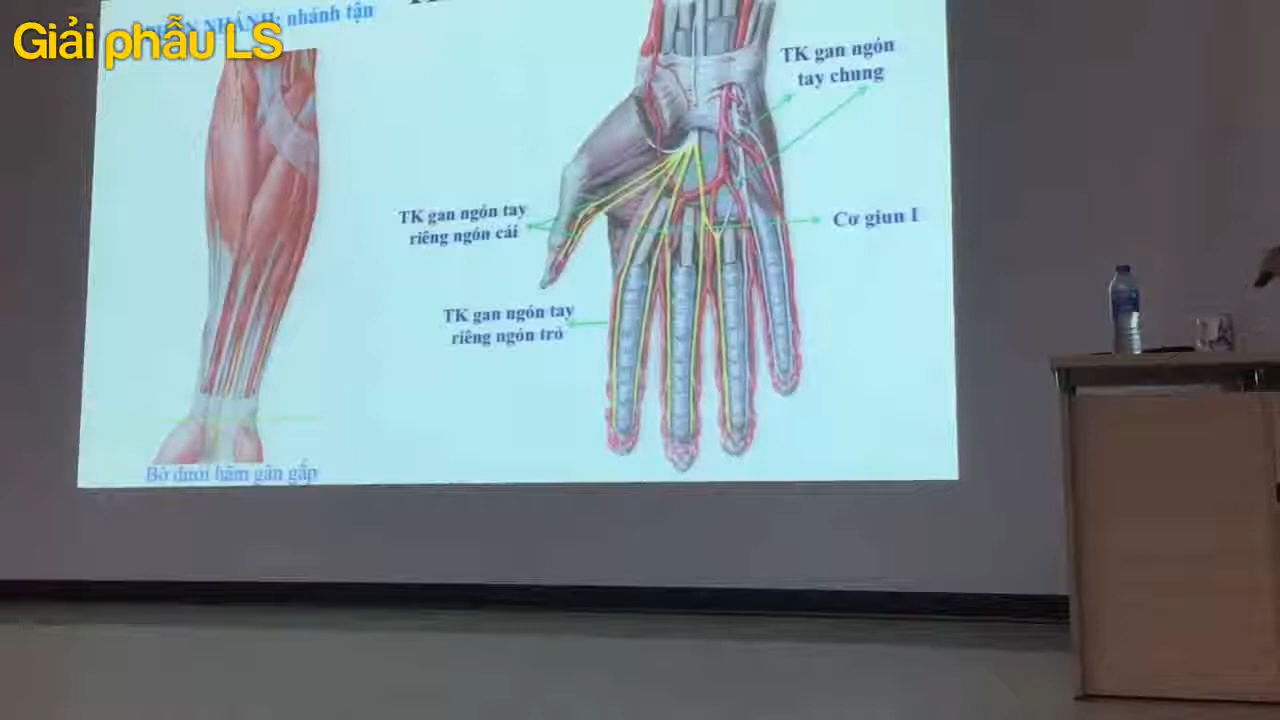 Giải phẫu LS
NHÁNH: nhánh tận
TK gan ngón
tay chung
TK gan ngón tay
riêng ngón cái
Cơ giun I
TK gan ngón tay
riêng ngón trỏ
Bờ dưới hãm gân gấp